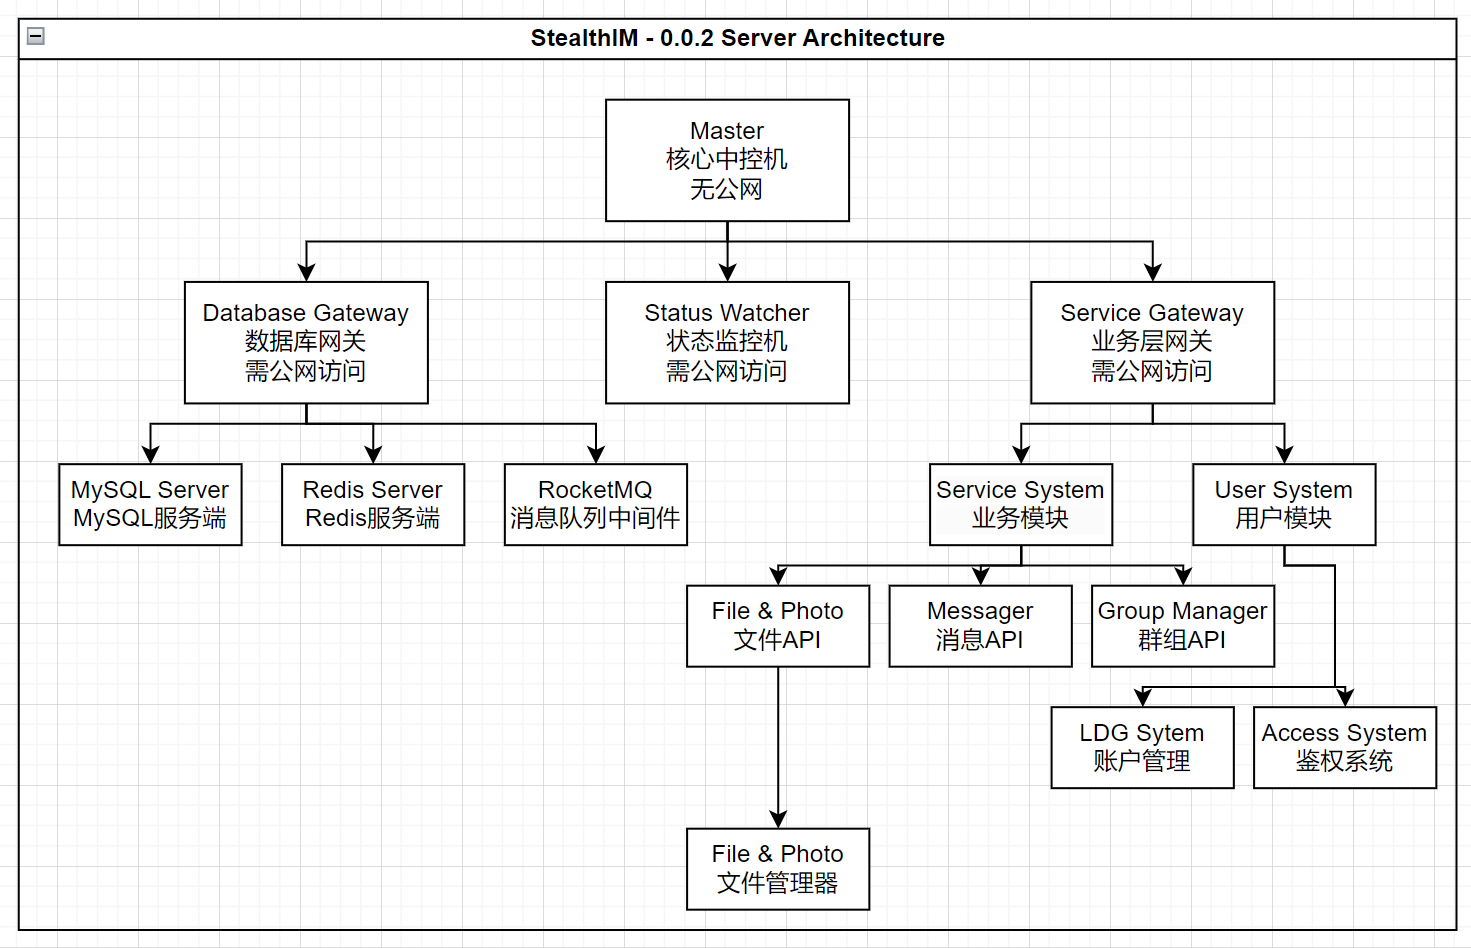 StealthIM - 0.0.2 Server Architecture
Master
核心中控机
无公网
Database Gateway
数据库网关
需公网访问
Status Watcher
状态监控机
需公网访问
Service Gateway
业务层网关
需公网访问
MySQL Server
MySQL服务端
Redis Server
Redis服务端
RocketMQ
消息队列中间件
Service System
业务模块
User System
用户模块
File & Photo
文件API
Messager
消息API
Group Manager
群组API
LDG Sytem
账户管理
Access System
鉴权系统
File & Photo
文件管理器